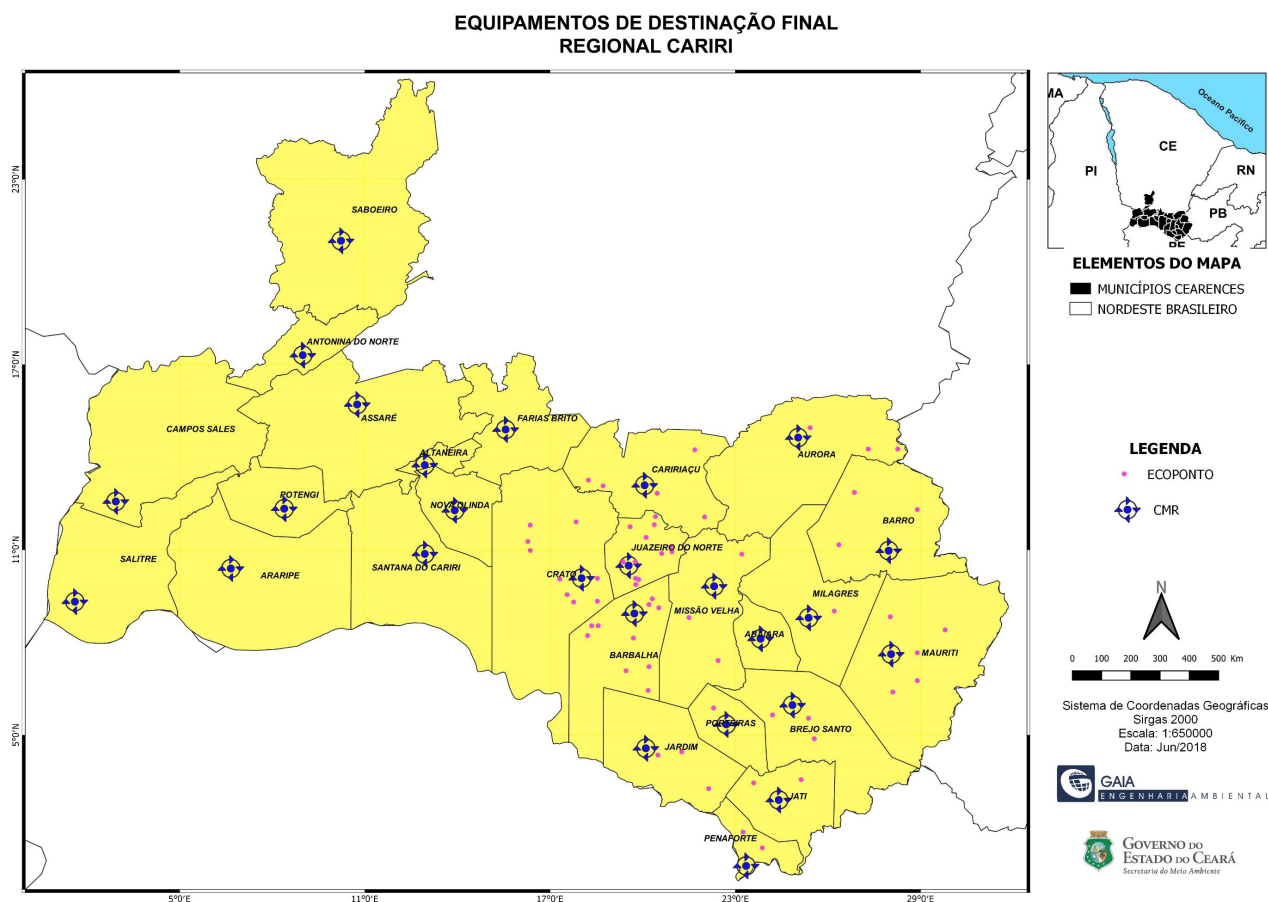 EQUIPAMENTOS DE DESTINAÇÃO FINAL
REGIONAL CARIRI
23°0'N
17°0'N
11°0'N
5°0'N
5°0'E
11°0'E
17°0'E
23°0'E
29°0'E
SABOEIRO
ANTONINA DO NORTE
CAMPOS SALES
ASSARÉ
FARIAS BRITO
ALTANEIRA
CARIRIAÇU
AURORA
POTENGI
NOVA OLINDA
BARRO
SALITRE
ARARIPE
SANTANA DO CARIRI
CRATO
JUAZEIRO DO NORTE
MISSÃO VELHA
MILAGRES
ABAIARA
BARBALHA
MAURITI
PORTEIRAS
BREJO SANTO
JARDIM
JATI
PENAFORTE
MA
Oceano Pacífico
CE
PI
RN
PB
PE
ELEMENTOS DO MAPA
MUNICÍPIOS CEARENCES
NORDESTE BRASILEIRO
LEGENDA
ECOPONTO
CMR
N
0 100 200 300 400 500 Km
Sistema de Coordenadas Geográficas
Sirgas 2000
Escala: 1:650000
Data: Jun/2018
GAIA
ENGENHARIA AMBIENTAL
GOVERNO DO
ESTADO DO CEARÁ
Secretaria do Meio Ambiente